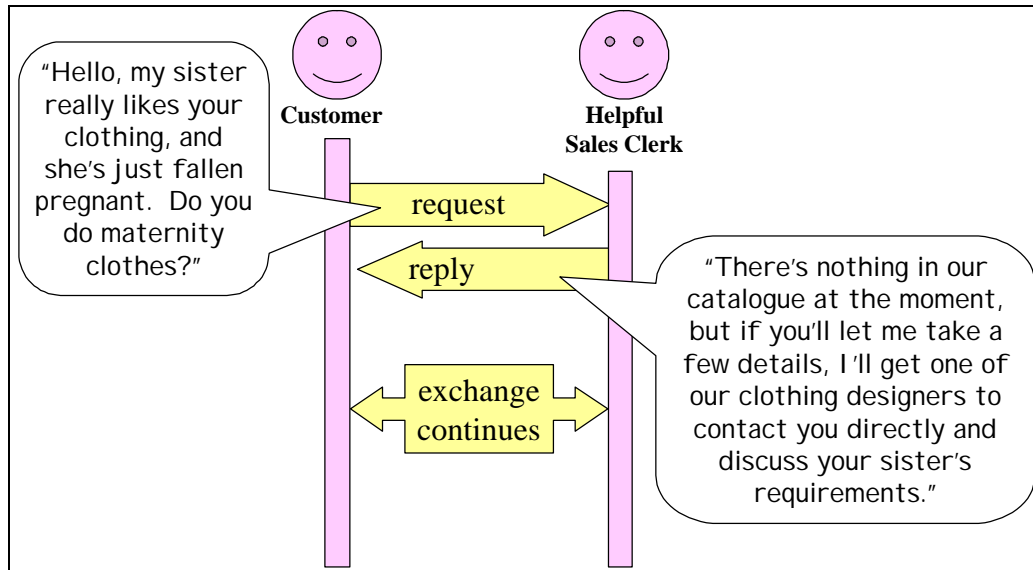 "Hello, my sister
really likes your
clothing, and
she's just fallen
pregnant. Do you
do maternity
clothes?"
Customer
Helpful
Sales Clerk
request
reply
"There's nothing in our
catalogue at the moment,
but if you'll let me take a
few details, I'll get one of
our clothing designers to
contact you directly and
discuss your sister's
requirements."
exchange
continues